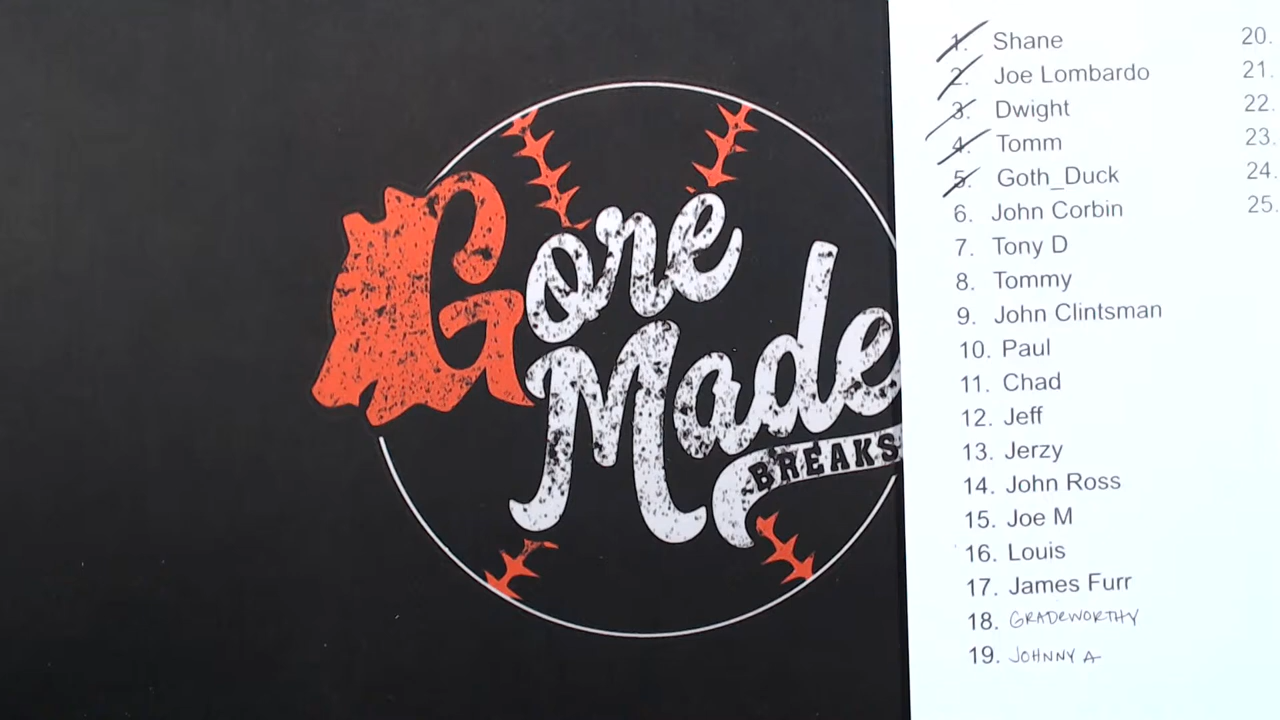 Gore
Made
BREAKS
1. Shane
2. Joe Lombardo
3. Dwight
4. Tomm
5. Goth_Duck
6. John Corbin
7. Tony D
8. Tommy
9. John Clintsman
10. Paul
11. Chad
12. Jeff
13. Jerzy
14. John Ross
15. Joe M
16. Louis
17. James Furr
18. GRADEWORTHY
19. JOHNNY A
20.
21.
22.
23.
24.
25.